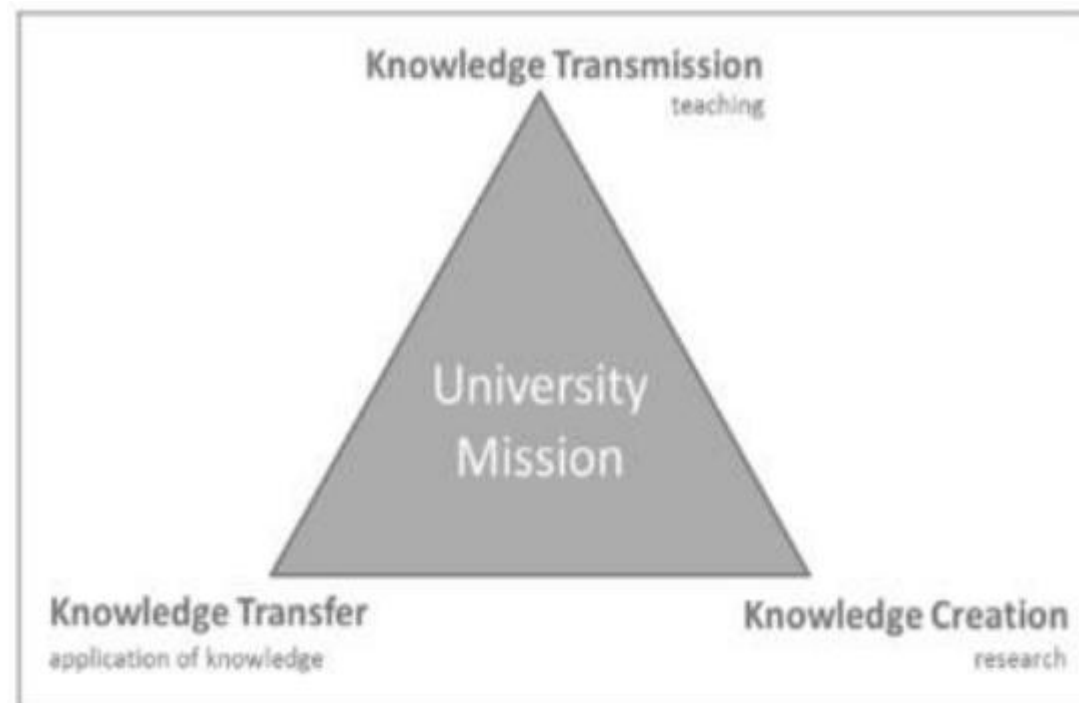 Knowledge Transmission
teaching
University
Mission
Knowledge Transfer
application of knowledge
Knowledge Creation
research